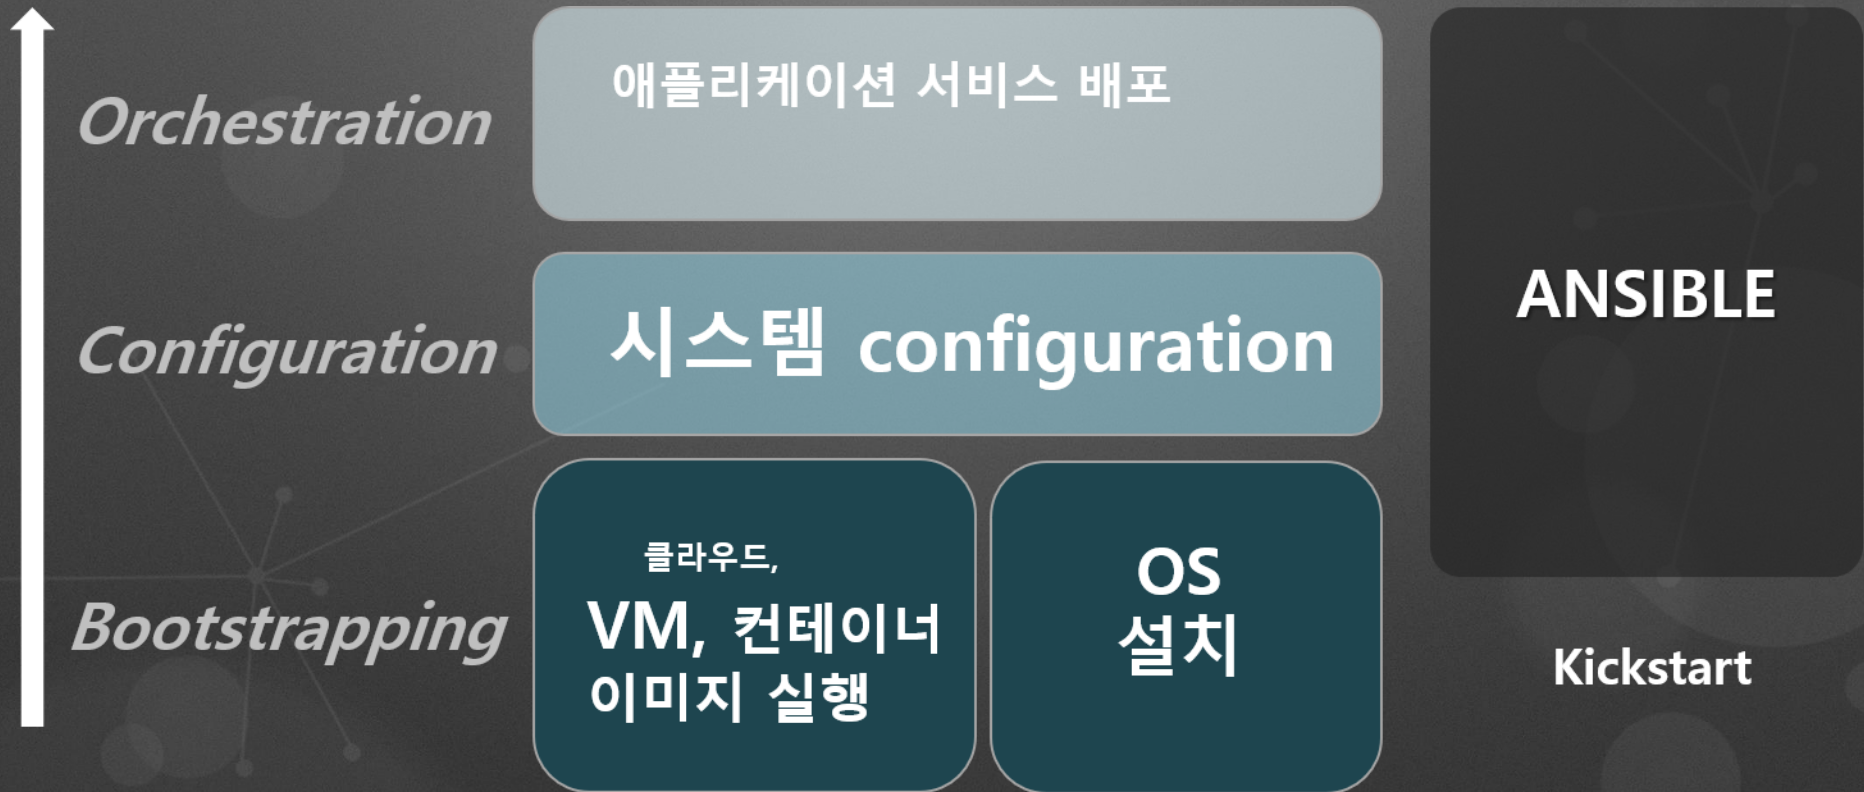 Orchestration
애플리케이션 서비스 배포
ANSIBLE
Configuration
시스템 configuration
Bootstrapping
클라우드,
VM, 컨테이너
이미지 실행
OS
설치
Kickstart